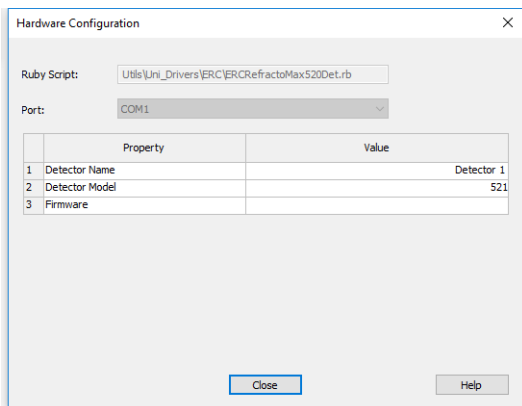 Hardware Configuration
Ruby Script: Utils\Uni_Drivers\ERC\ERCRefractoMax520Det.rb
Port: COM1
Property Value
1 Detector Name Detector 1
2 Detector Model 521
3 Firmware
Close Help